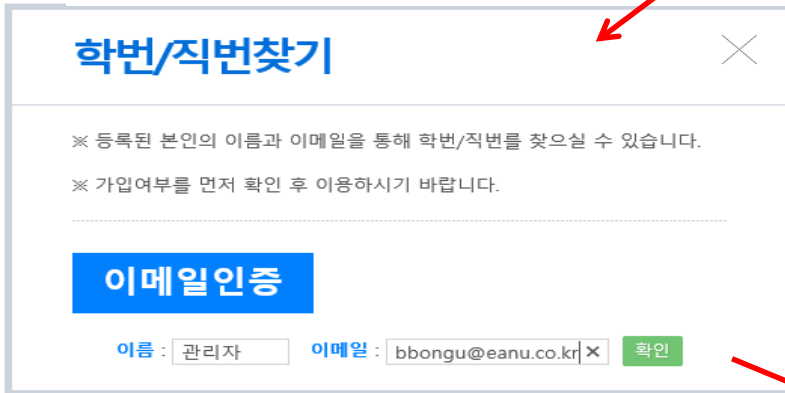 학번/직번찾기
※ 등록된 본인의 이름과 이메일을 통해 학번/직번를 찾으실 수 있습니다.
※ 가입여부를 먼저 확인 후 이용하시기 바랍니다.
이메일인증
이름 : 관리자 이메일 : bbongu@eanu.co.kr 확인